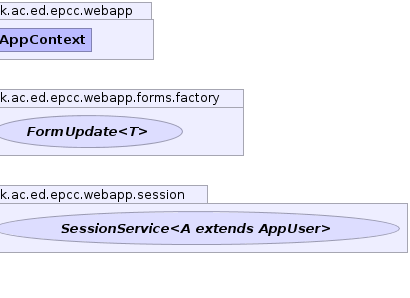 k.ac.ed.epcc.webapp
AppContext
k.ac.ed.epcc.webapp.forms.factory
FormUpdate<T>
k.ac.ed.epcc.webapp.session
SessionService<A extends AppUser>